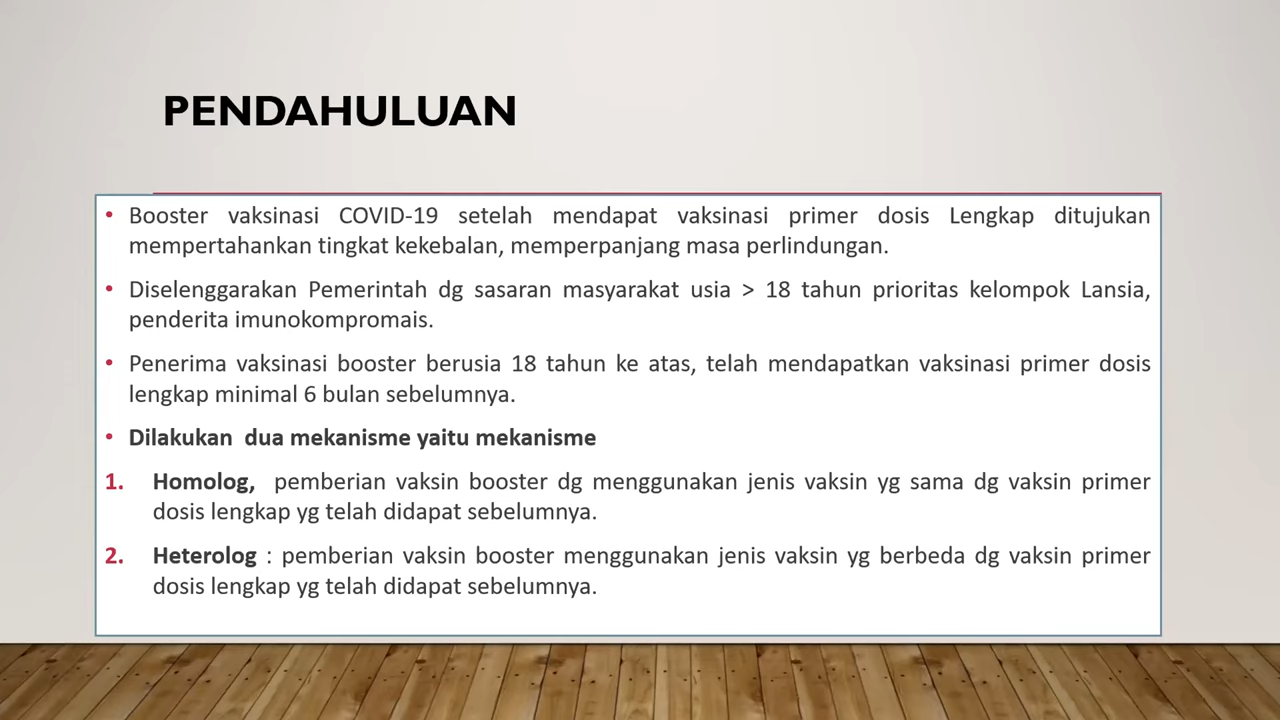 PENDAHULUAN
• Booster vaksinasi COVID-19 setelah mendapat vaksinasi primer dosis Lengkap ditujukan
mempertahankan tingkat kekebalan, memperpanjang masa perlindungan.
• Diselenggarakan Pemerintah dg sasaran masyarakat usia > 18 tahun prioritas kelompok Lansia,
penderita imunokompromais.
• Penerima vaksinasi booster berusia 18 tahun ke atas, telah mendapatkan vaksinasi primer dosis
lengkap minimal 6 bulan sebelumnya.
• Dilakukan dua mekanisme yaitu mekanisme
1. Homolog, pemberian vaksin booster dg menggunakan jenis vaksin yg sama dg vaksin primer
dosis lengkap yg telah didapat sebelumnya.
2. Heterolog : pemberian vaksin booster menggunakan jenis vaksin yg berbeda dg vaksin primer
dosis lengkap yg telah didapat sebelumnya.